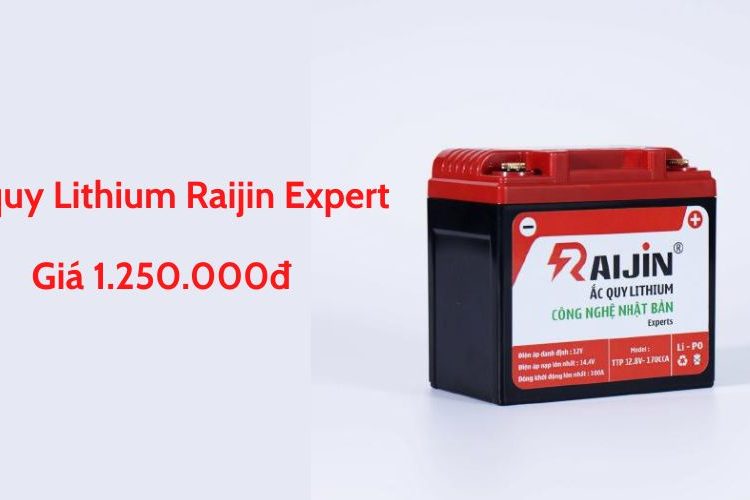 quy Lithium Raijin Expert
Giá 1.250.000đ
RAIJIN®
ẮC QUY LITHIUM
CÔNG NGHỆ NHẬT BẢN
Experts
Điện áp danh định : 12V
Điện áp nạp lớn nhất : 14.4V
Dòng khởi động lớn nhất : 100A
Model :
TTP 12.8V- 170CCA
Li - PO